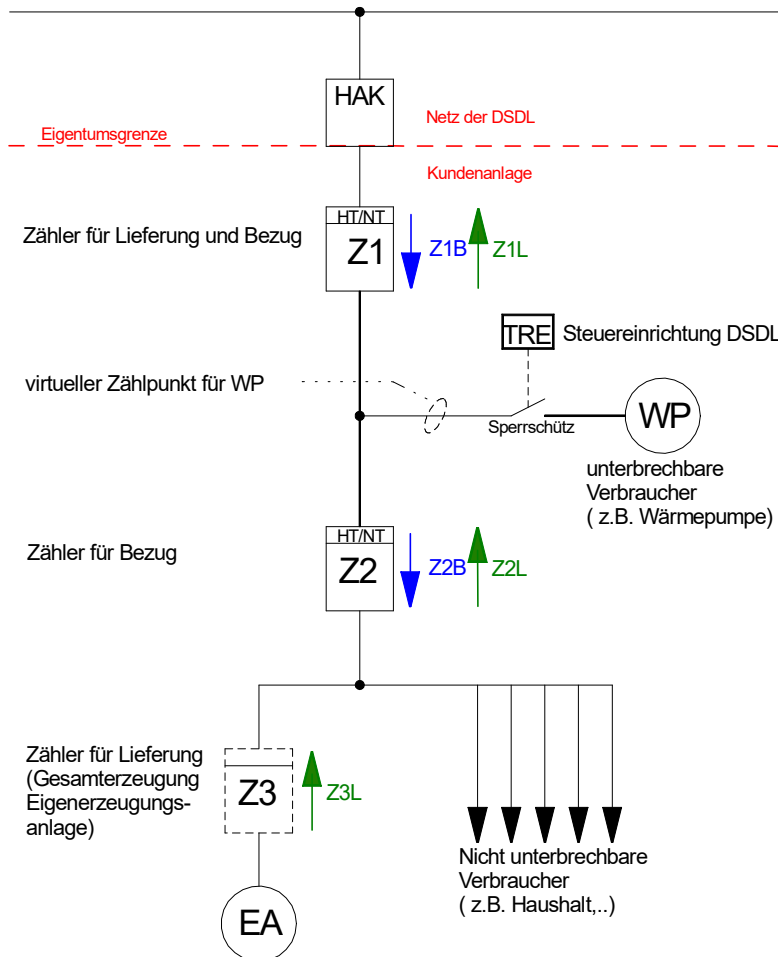 HAK
Netz der DSDL
Eigentumsgrenze
Kundenanlage
HT/NT
Zähler für Lieferung und Bezug
Z1
Z1B
Z1L
TRE
Steuereinrichtung DSDL
virtueller Zählpunkt für WP
WP
Sperrschütz
unterbrechbare
Verbraucher
( z.B. Wärmepumpe)
HT/NT
Zähler für Bezug
Z2
Z2B
Z2L
Zähler für Lieferung
(Gesamterzeugung
Eigenerzeugungs-
anlage)
Z3
Z3L
Nicht unterbrechbare
Verbraucher
( z.B. Haushalt,..)
EA